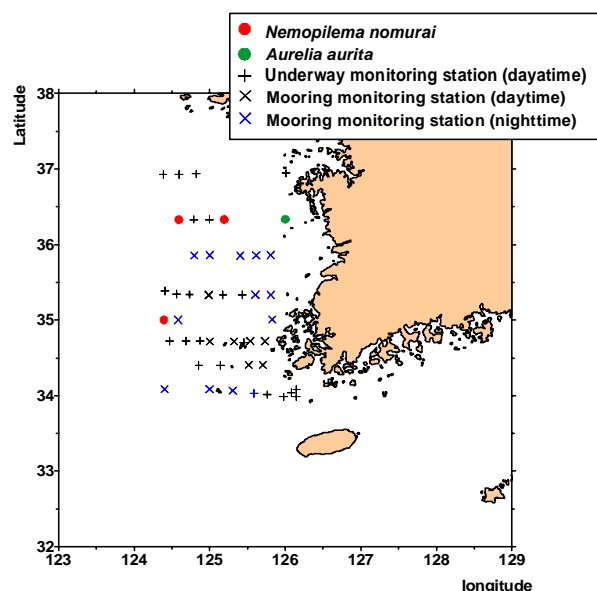 Nemopilema nomurai
Aurelia aurita
Underway monitoring station (dayatime)
Mooring monitoring station (daytime)
Mooring monitoring station (nighttime)
Latitude
38
37
36
35
34
33
32
123
124
125
126
127
128
129
longitude